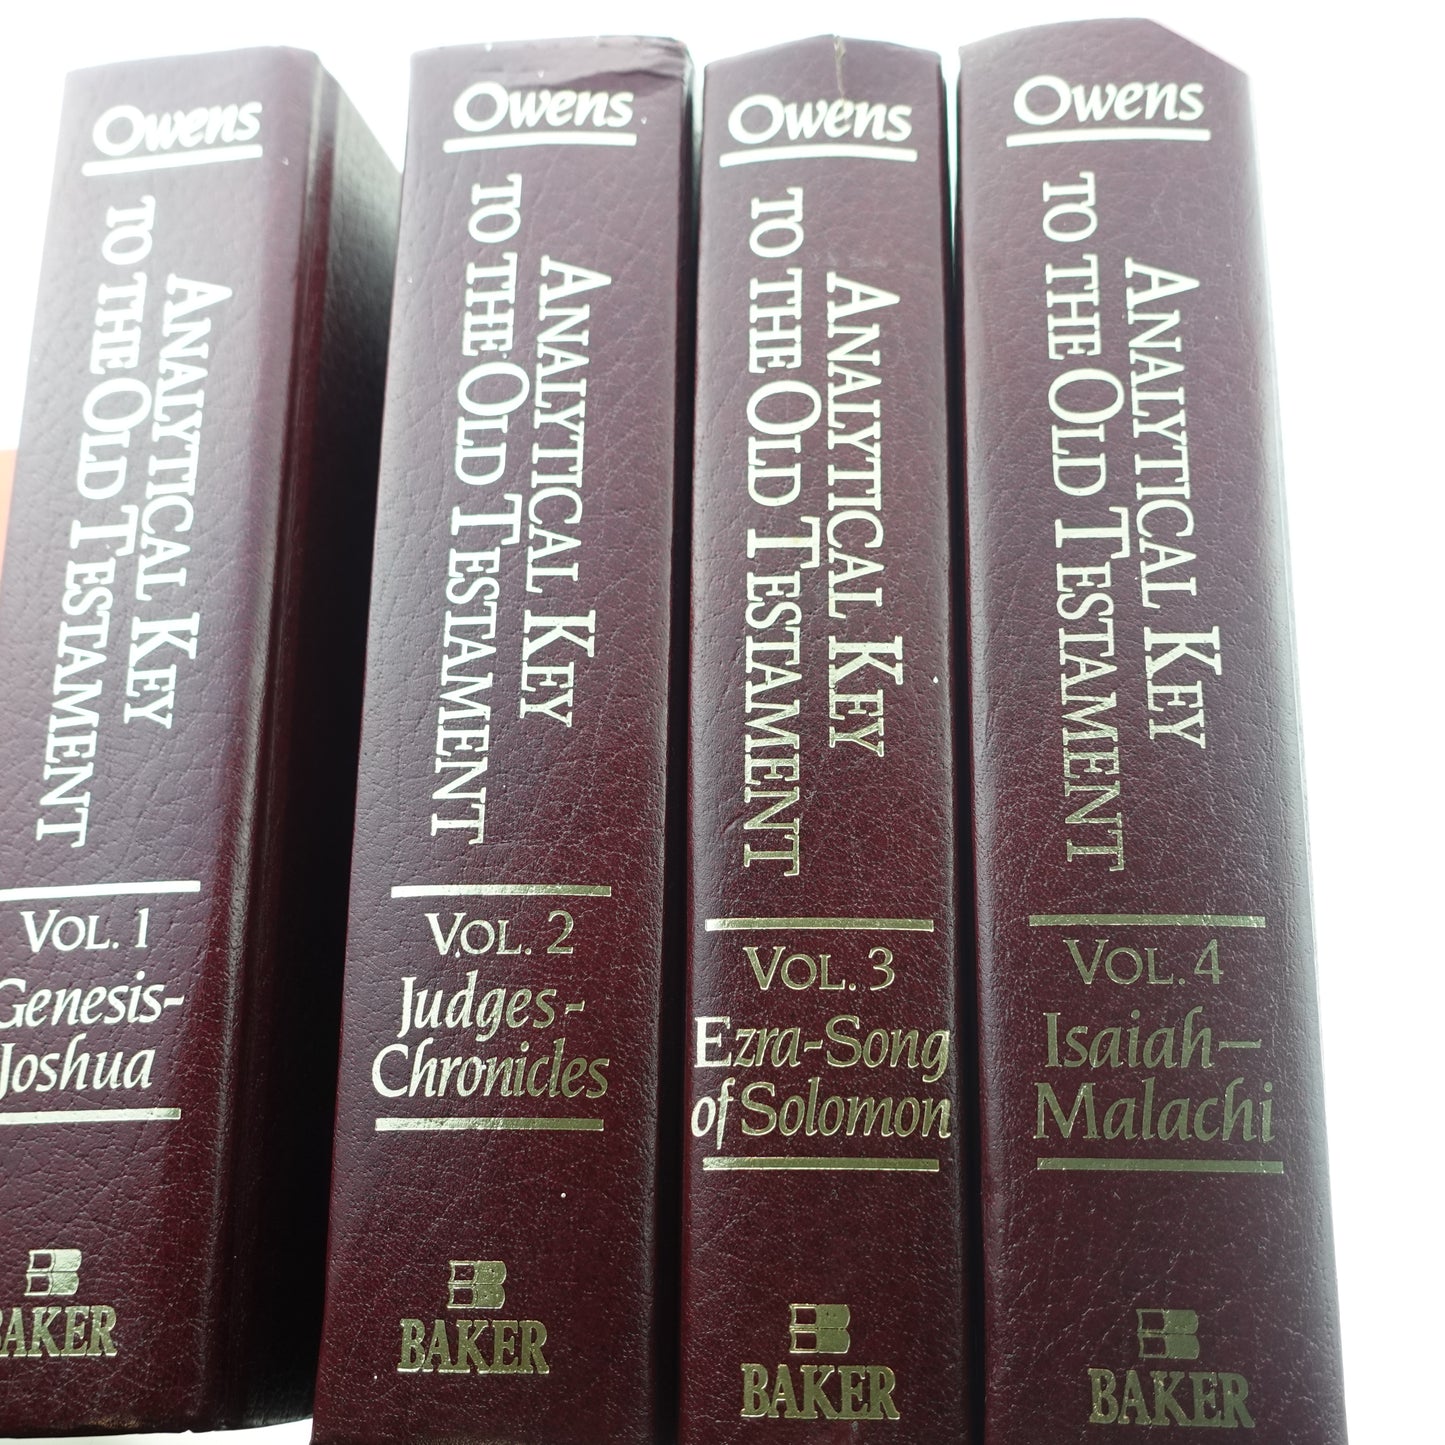 Owens
ANALYTICAL KEY
TO THE OLD TESTAMENT
VOL. 1
Genesis-
Joshua
BAKER
Owens
ANALYTICAL KEY
TO THE OLD TESTAMENT
VOL. 2
Judges-
Chronicles
BAKER
Owens
ANALYTICAL KEY
TO THE OLD TESTAMENT
VOL. 3
Ezra-Song
of Solomon
BAKER
Owens
ANALYTICAL KEY
TO THE OLD TESTAMENT
VOL. 4
Isaiah–
Malachi
BAKER